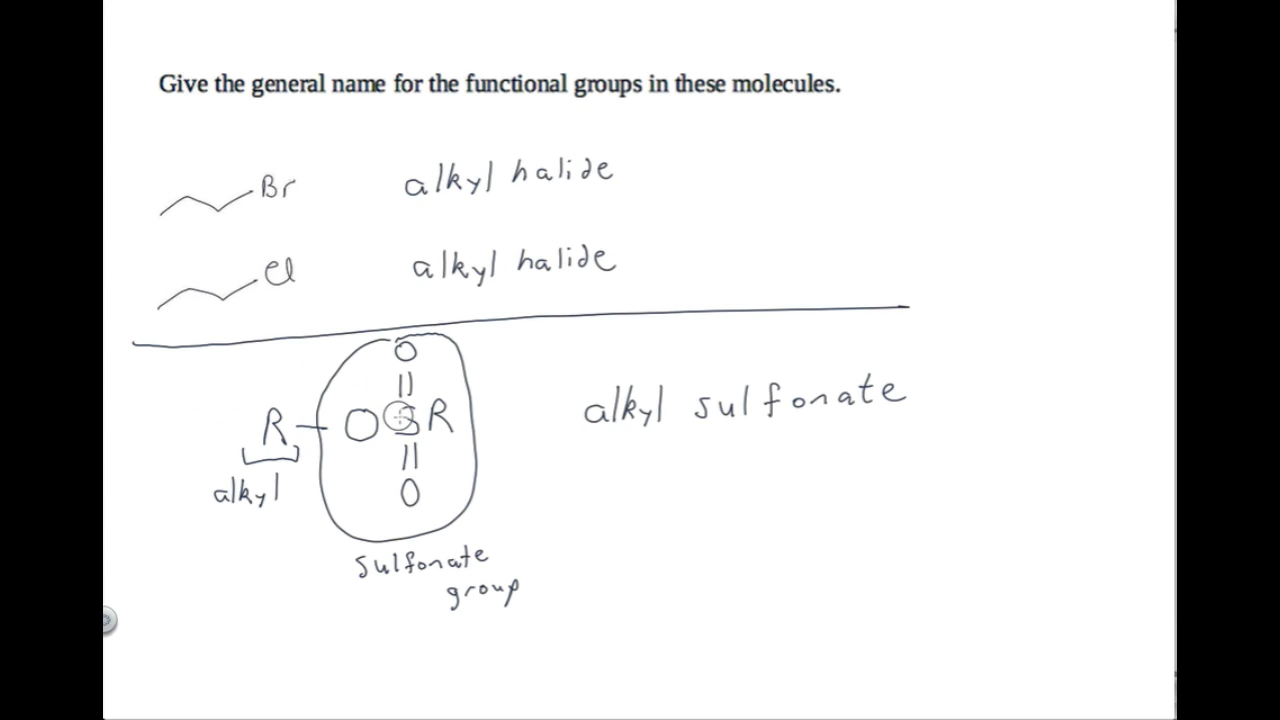 Give the general name for the functional groups in these molecules.
Br alkyl halide
Cl alkyl halide
O
||
R-OSR alkyl sulfonate
||
O
alkyl
sulfonate
group